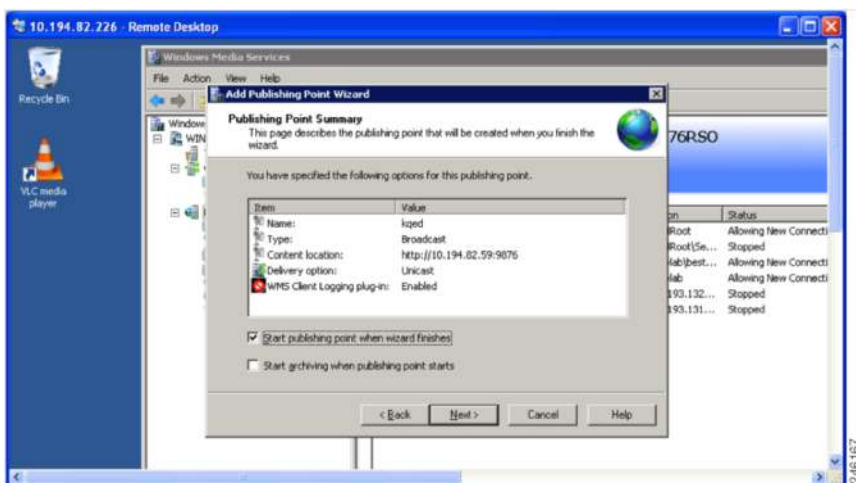 10.194.82.226 - Remote Desktop
Recycle Bin
VLC media
player
Windows Media Services
File Action View Help
Window
WIN
Add Publishing Point Wizard
Publishing Point Summary
This page describes the publishing point that will be created when you finish the
wizard.
You have specified the following options for this publishing point.
Item Value
Name: kqed
Type: Broadcast
Content location: http://10.194.82.59:9876
Delivery option: Unicast
WMS Client Logging plug-in: Enabled
Start publishing point when wizard finishes
Start archiving when publishing point starts
< Back Next > Cancel Help
76RSO
on Status
Root Allowing New Connecti
Root\Se... Stopped
lab\best... Allowing New Connecti
lab Allowing New Connecti
193.132... Stopped
193.131... Stopped
246167